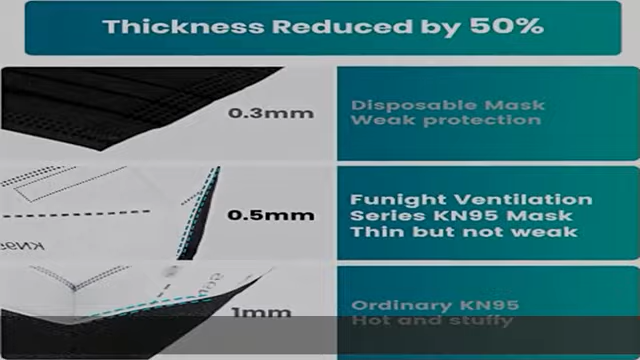 Thickness Reduced by 50%
0.3mm
Disposable Mask
Weak protection
0.5mm
Funight Ventilation
Series KN95 Mask
Thin but not weak
KN95
1mm
Ordinary KN95
Hot and stuffy